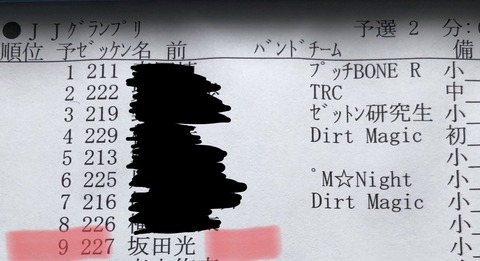 ●JJグランプリ 予選 2 分:
順位 予ゼッケン名 前 バンドチーム 備
1 211 プッチBONE R 小
2 222 TRC 中
3 219 ゼットン研究生 小
4 229 Dirt Magic 初
5 213 小
6 225 ゜M☆Night 小
7 216 Dirt Magic 小
8 226 小
9 227 坂田光 小